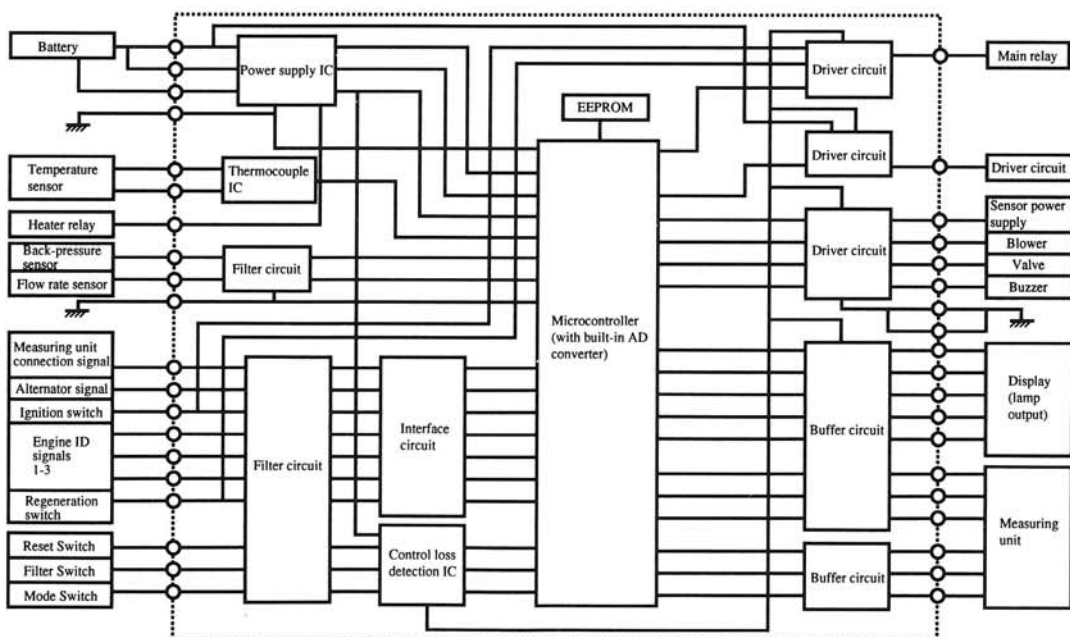 Battery
Power supply IC
Driver circuit
Main relay
EEPROM
Driver circuit
Driver circuit
Temperature
sensor
Thermocouple
IC
Heater relay
Sensor power
supply
Back-pressure
sensor
Filter circuit
Driver circuit
Blower
Flow rate sensor
Valve
Buzzer
Microcontroller
(with built-in AD
converter)
Measuring unit
connection signal
Alternator signal
Ignition switch
Engine ID
signals
1-3
Regeneration
switch
Filter circuit
Interface
circuit
Buffer circuit
Display
(lamp
output)
Reset Switch
Filter Switch
Mode Switch
Control loss
detection IC
Buffer circuit
Measuring
unit